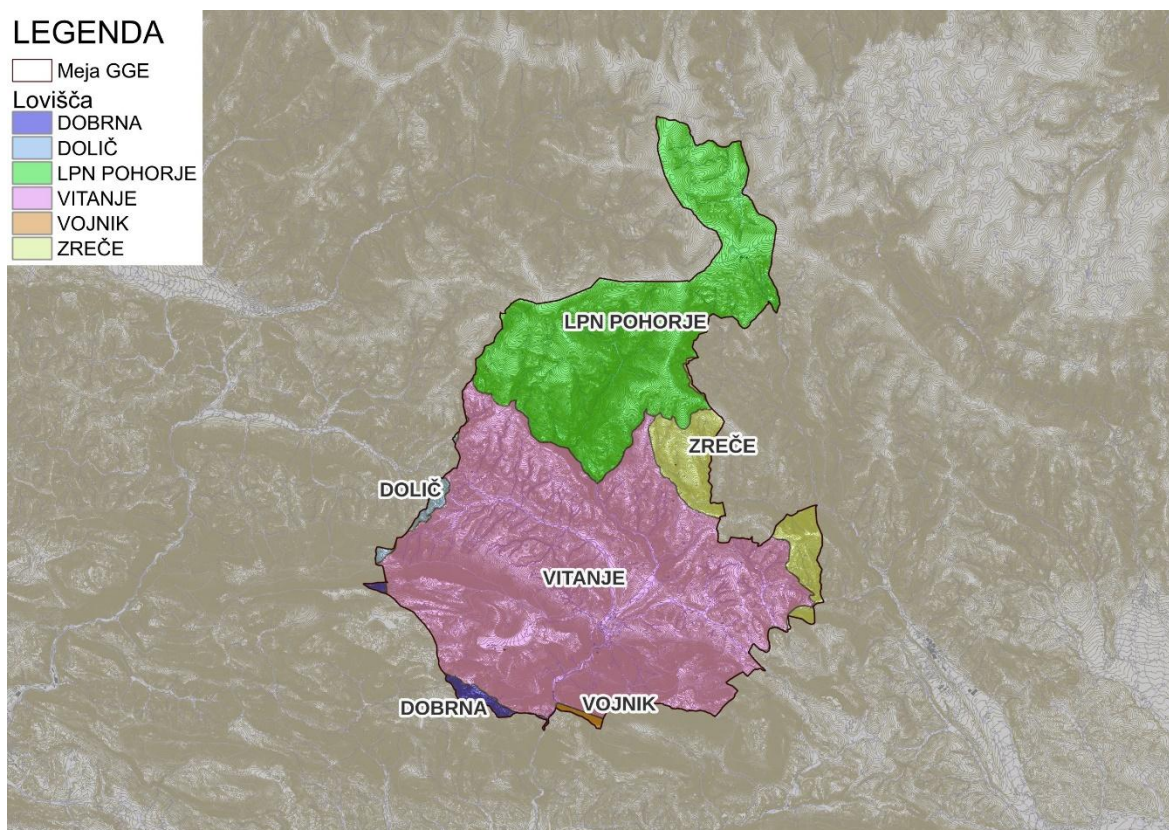 LEGENDA
Meja GGE
Lovišča
DOBRNA
DOLIČ
LPN POHORJE
VITANJE
VOJNIK
ZREČE
LPN POHORJE
ZREČE
DOLIČ
VITANJE
DOBRNA
VOJNIK